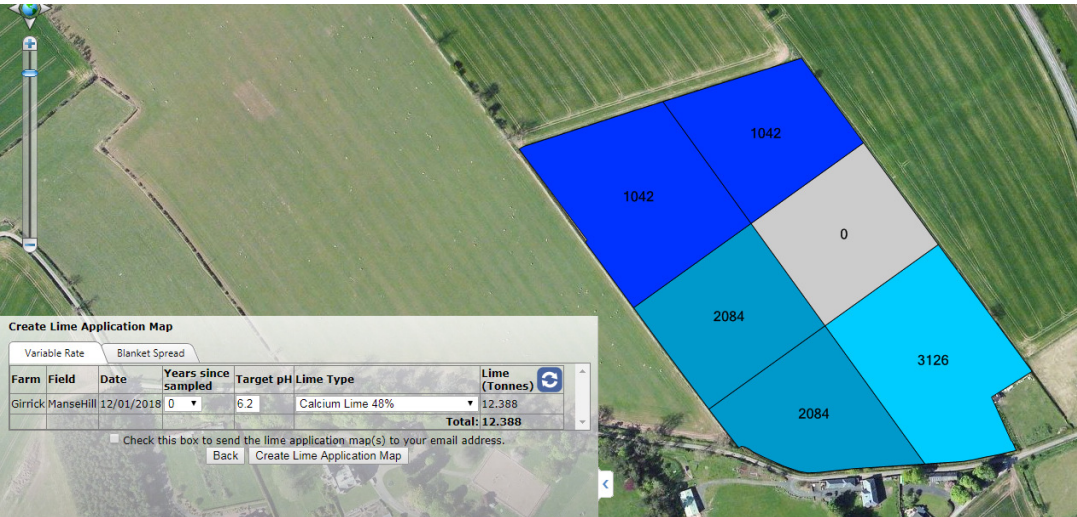 1042
1042
0
2084
3126
2084
Create Lime Application Map
Variable Rate Blanket Spread
Farm Field Date Years since sampled Target pH Lime Type Lime (Tonnes)
Girrick ManseHill 12/01/2018 0 6.2 Calcium Lime 48% 12.388
Total: 12.388
Check this box to send the lime application map(s) to your email address.
Back Create Lime Application Map